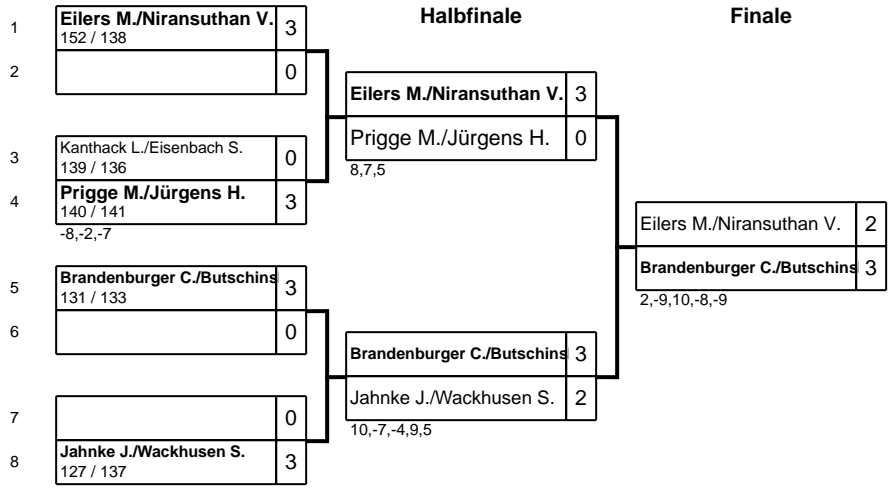 Halbfinale
Finale
1
Eilers M./Niransuthan V.
3
152 / 138
2
0
3
Kanthack L./Eisenbach S.
0
139 / 136
4
Prigge M./Jürgens H.
3
140 / 141
-8,-2,-7
5
Brandenburger C./Butschins
3
131 / 133
6
0
7
0
8
Jahnke J./Wackhusen S.
3
127 / 137
Eilers M./Niransuthan V.
3
Prigge M./Jürgens H.
0
8,7,5
Brandenburger C./Butschins
3
Jahnke J./Wackhusen S.
2
10,-7,-4,9,5
Eilers M./Niransuthan V.
2
Brandenburger C./Butschins
3
2,-9,10,-8,-9